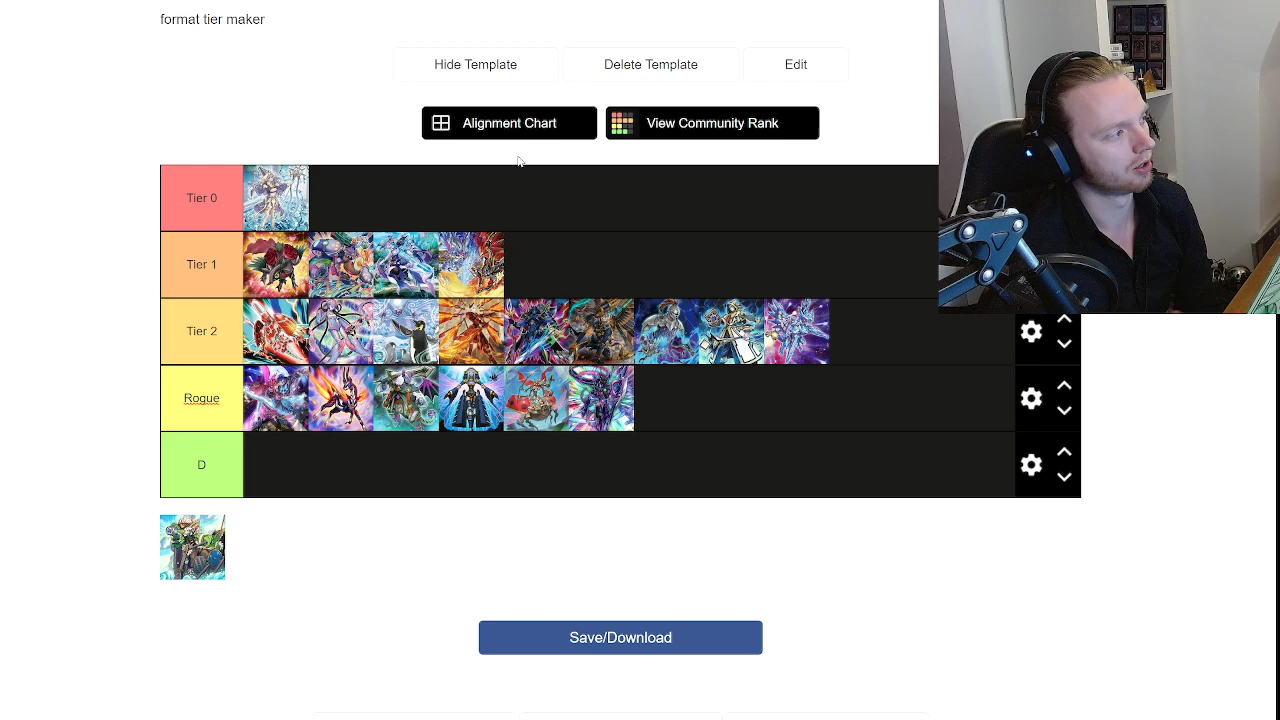 format tier maker
Hide Template
Delete Template
Edit
Alignment Chart
View Community Rank
Tier 0
Tier 1
Tier 2
Rogue
D
Save/Download